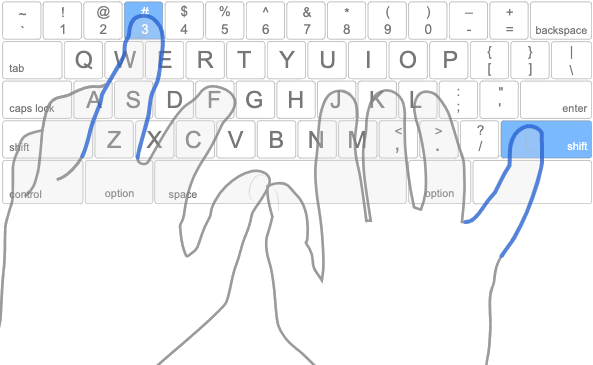 ~ ! @ # $ % ^ & * ( ) – +
` 1 2 3 4 5 6 7 8 9 0 - = backspace
tab Q W E R T Y U I O P { [ } ] | \
caps lock A S D F G H J K L : ; " ' enter
shift Z X C V B N M < , > . ? / shift
control option space option